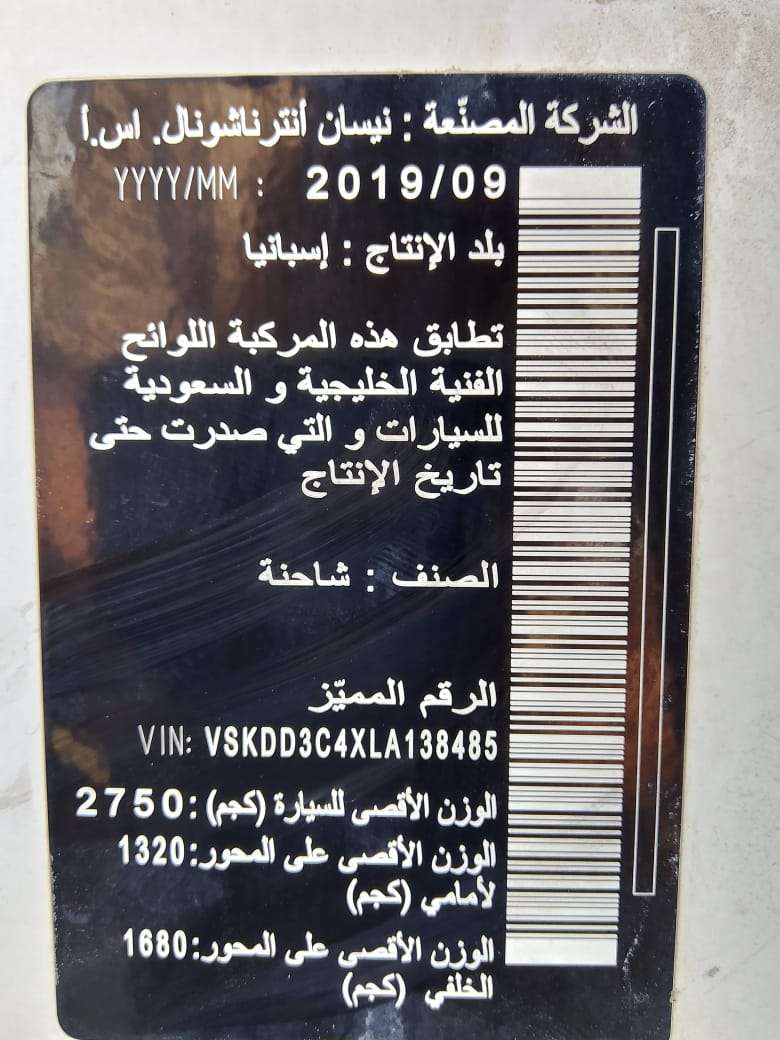 الشركة المصنّعة : نيسان أنترناشونال. اس.أ
YYYY/MM : 2019/09
بلد الإنتاج : إسبانيا
تطابق هذه المركبة اللوائح
الفنية الخليجية و السعودية
للسيارات و التي صدرت حتى
تاريخ الإنتاج
الصنف : شاحنة
الرقم المميّز
VIN: VSKDD3C4XLA138485
الوزن الأقصى للسيارة (كجم) :2750
الوزن الأقصى على المحور:1320
لأمامي (كجم)
الوزن الأقصى على المحور:1680
الخلفي (كجم)